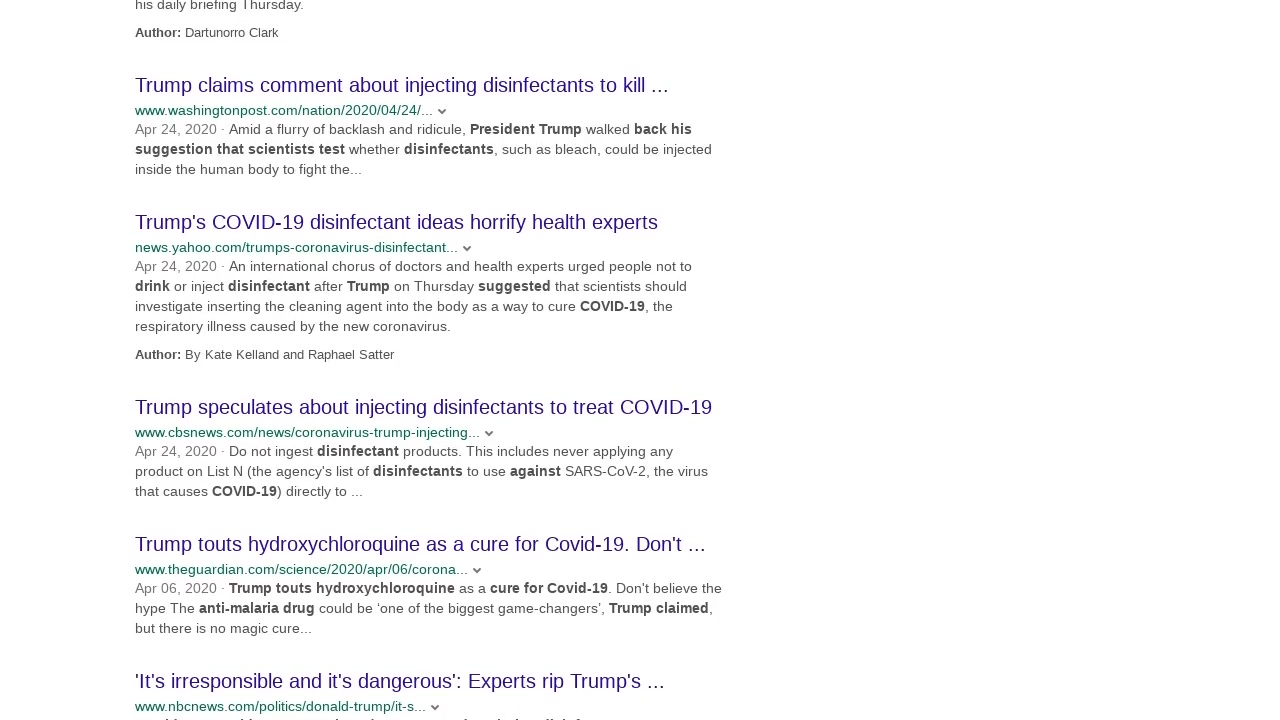 his daily briefing Thursday.
Author: Dartunorro Clark
Trump claims comment about injecting disinfectants to kill ...
www.washingtonpost.com/nation/2020/04/24/...
Apr 24, 2020 · Amid a flurry of backlash and ridicule, President Trump walked back his
suggestion that scientists test whether disinfectants, such as bleach, could be injected
inside the human body to fight the...
Trump's COVID-19 disinfectant ideas horrify health experts
news.yahoo.com/trumps-coronavirus-disinfectant...
Apr 24, 2020 · An international chorus of doctors and health experts urged people not to
drink or inject disinfectant after Trump on Thursday suggested that scientists should
investigate inserting the cleaning agent into the body as a way to cure COVID-19, the
respiratory illness caused by the new coronavirus.
Author: By Kate Kelland and Raphael Satter
Trump speculates about injecting disinfectants to treat COVID-19
www.cbsnews.com/news/coronavirus-trump-injecting...
Apr 24, 2020 · Do not ingest disinfectant products. This includes never applying any
product on List N (the agency's list of disinfectants to use against SARS-CoV-2, the virus
that causes COVID-19) directly to ...
Trump touts hydroxychloroquine as a cure for Covid-19. Don't ...
www.theguardian.com/science/2020/apr/06/corona...
Apr 06, 2020 · Trump touts hydroxychloroquine as a cure for Covid-19. Don't believe the
hype The anti-malaria drug could be ‘one of the biggest game-changers’, Trump claimed,
but there is no magic cure...
'It's irresponsible and it's dangerous': Experts rip Trump's ...
www.nbcnews.com/politics/donald-trump/it-s...